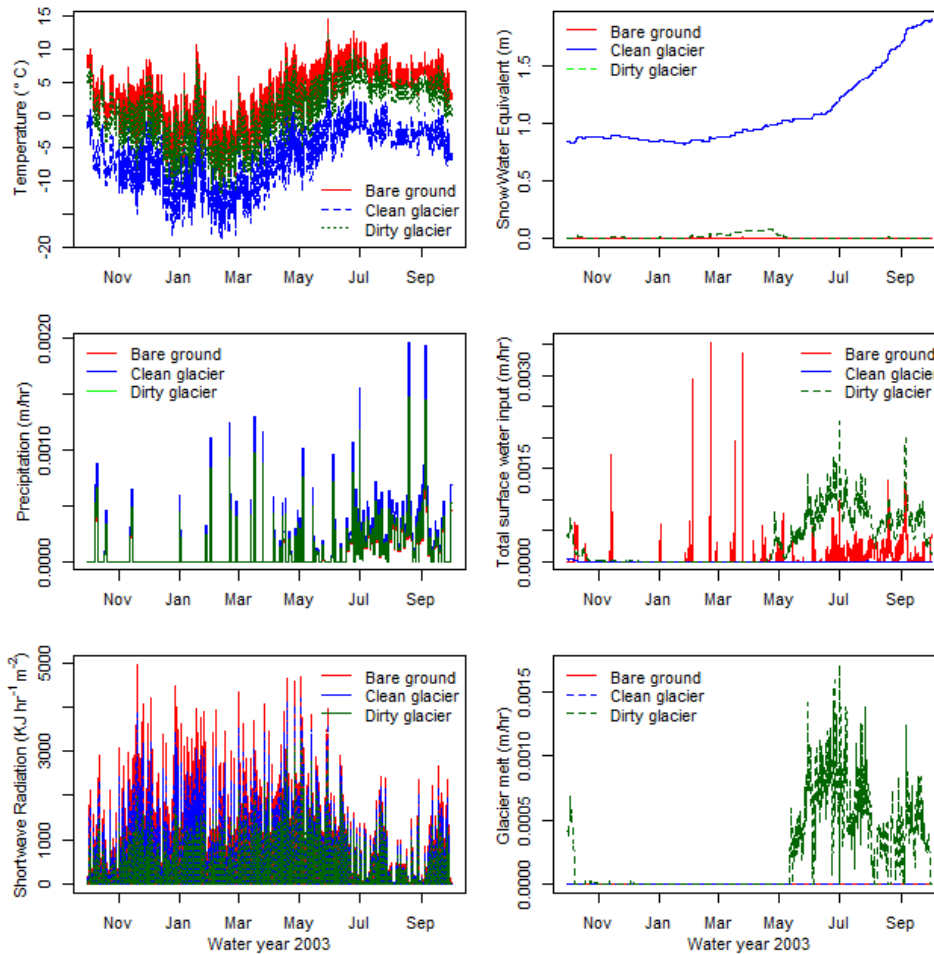 Temperature (° C)
15
10
5
0
-5
-10
-20
Bare ground
Clean glacier
Dirty glacier
Nov Jan Mar May Jul Sep
SnowWater Equivalent (m)
1.5
1.0
0.5
0.0
Bare ground
Clean glacier
Dirty glacier
Nov Jan Mar May Jul Sep
Precipitation (m/hr)
0.0020
0.0010
0.0000
Bare ground
Clean glacier
Dirty glacier
Nov Jan Mar May Jul Sep
Total surface water input (m/hr)
0.0030
0.0015
0.0000
Bare ground
Clean glacier
Dirty glacier
Nov Jan Mar May Jul Sep
Shortwave Radiation (KJ hr⁻¹ m⁻²)
5000
3000
1000
0
Bare ground
Clean glacier
Dirty glacier
Nov Jan Mar May Jul Sep
Water year 2003
Glacier melt (m/hr)
0.0015
0.0010
0.0005
0.0000
Bare ground
Clean glacier
Dirty glacier
Nov Jan Mar May Jul Sep
Water year 2003